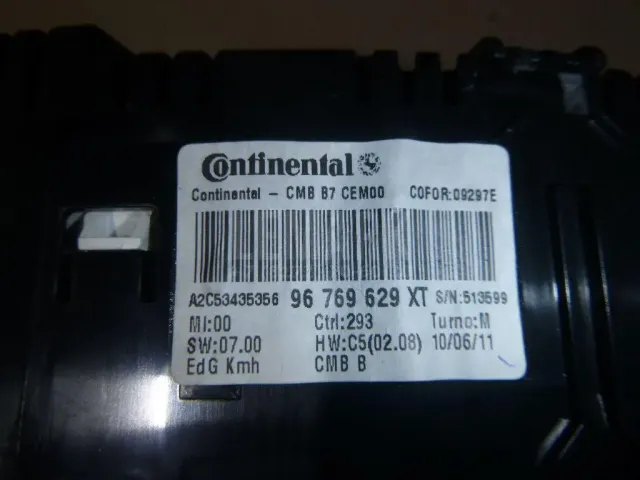 Continental
Continental - CMB B7 CEM00 COFOR:09297E
A2C53435356 96 769 629 XT S/N:513599
MI:00 Ctrl:293 Turno:M
SW:07.00 HW:C5(02.08) 10/06/11
EdG Kmh CMB B